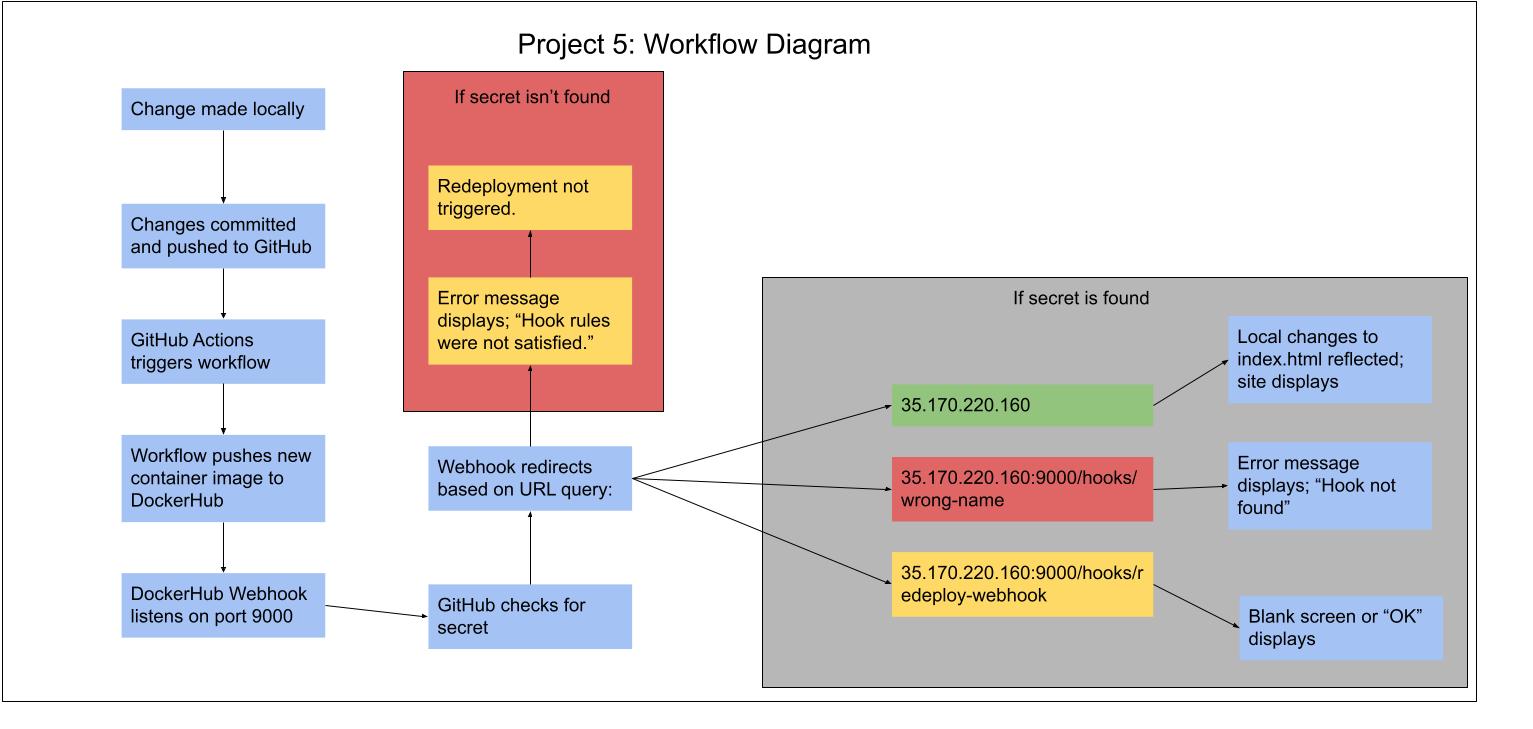 Project 5: Workflow Diagram
Change made locally
Changes committed
and pushed to GitHub
GitHub Actions
triggers workflow
Workflow pushes new
container image to
DockerHub
DockerHub Webhook
listens on port 9000
If secret isn’t found
Redeployment not
triggered.
Error message
displays; “Hook rules
were not satisfied.”
Webhook redirects
based on URL query:
GitHub checks for
secret
If secret is found
35.170.220.160
35.170.220.160:9000/hooks/
wrong-name
35.170.220.160:9000/hooks/r
edeploy-webhook
Local changes to
index.html reflected;
site displays
Error message
displays; “Hook not
found”
Blank screen or “OK”
displays